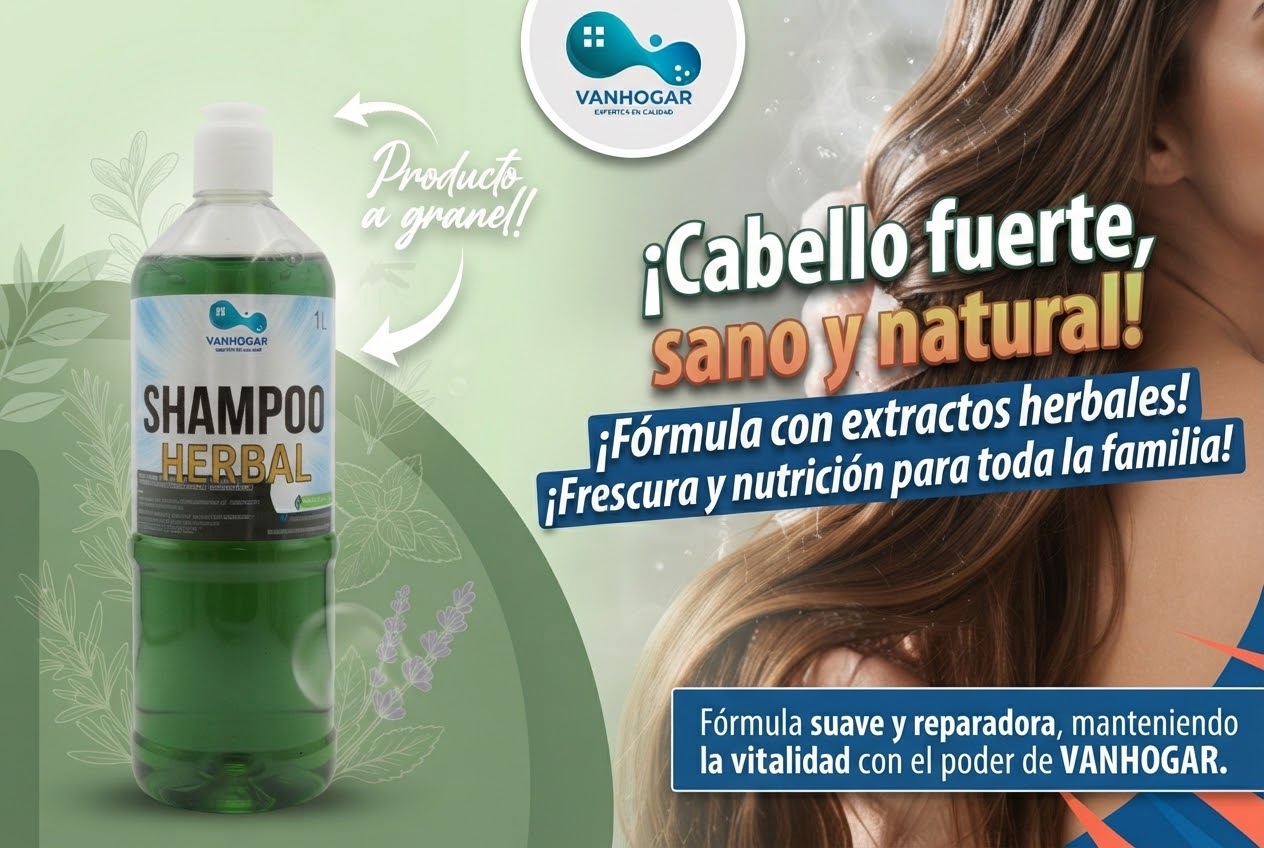 VANHOGAR
EXPERTOS EN CALIDAD
Producto
a granel!!
¡Cabello fuerte,
sano y natural!
¡Fórmula con extractos herbales!
¡Frescura y nutrición para toda la familia!
VANHOGAR
1L
SHAMPOO
HERBAL
Fórmula suave y reparadora, manteniendo
la vitalidad con el poder de VANHOGAR.